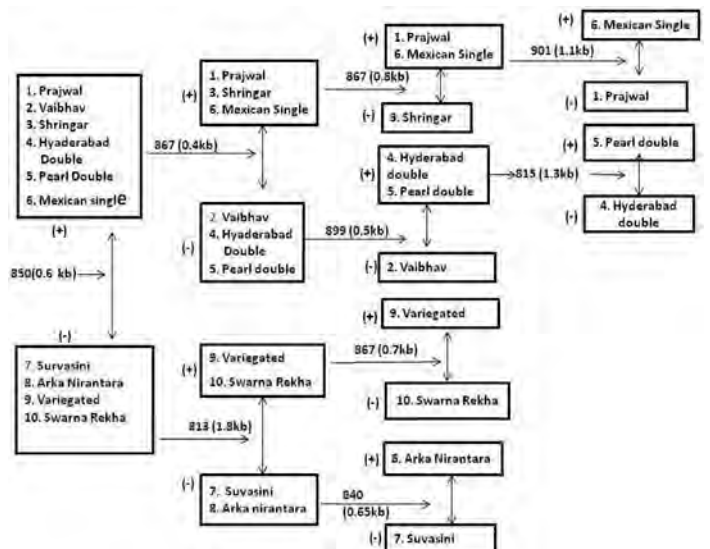 (+)
1. Prajwal
2. Vaibhav
3. Shringar
4. Hyaderabad
Double
5. Pearl Double
6. Mexican single
(+)
850(0.6 kb)
(-)
7. Survasini
8. Arka Nirantara
9. Variegated
10. Swarna Rekha
867 (0.4kb)
(+)
1. Prajwal
3. Shringar
6. Mexican Single
(-)
2. Vaibhav
4. Hyaderabad
Double
5. Pearl double
813 (1.8kb)
(+)
9. Variegated
10. Swarna Rekha
(-)
7. Suvasini
8. Arka nirantara
867 (0.8kb)
1. Prajwal
6. Mexican Single
(-)
3. Shringar
899 (0.5kb)
(+)
4. Hyderabad
double
5. Pearl double
(-)
2. Vaibhav
867 (0.7kb)
(+)
9. Variegated
(-)
10. Swarna Rekha
840
(0.65kb)
(+)
8. Arka Nirantara
(-)
7. Suvasini
901 (1.1kb)
(+)
6. Mexican Single
(-)
1. Prajwal
815 (1.3kb)
(+)
5. Pearl double
(-)
4. Hyderabad
double